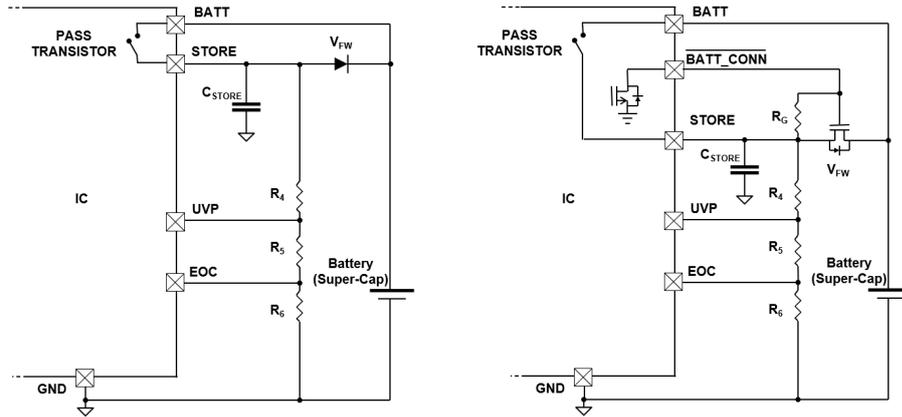 BATT
PASS
TRANSISTOR
STORE
V_FW
C_STORE
R_4
IC
UVP
R_5
EOC
Battery
(Super-Cap)
R_6
GND
BATT
PASS
TRANSISTOR
BATT_CONN
R_G
STORE
C_STORE
V_FW
R_4
IC
UVP
R_5
EOC
Battery
(Super-Cap)
R_6
GND